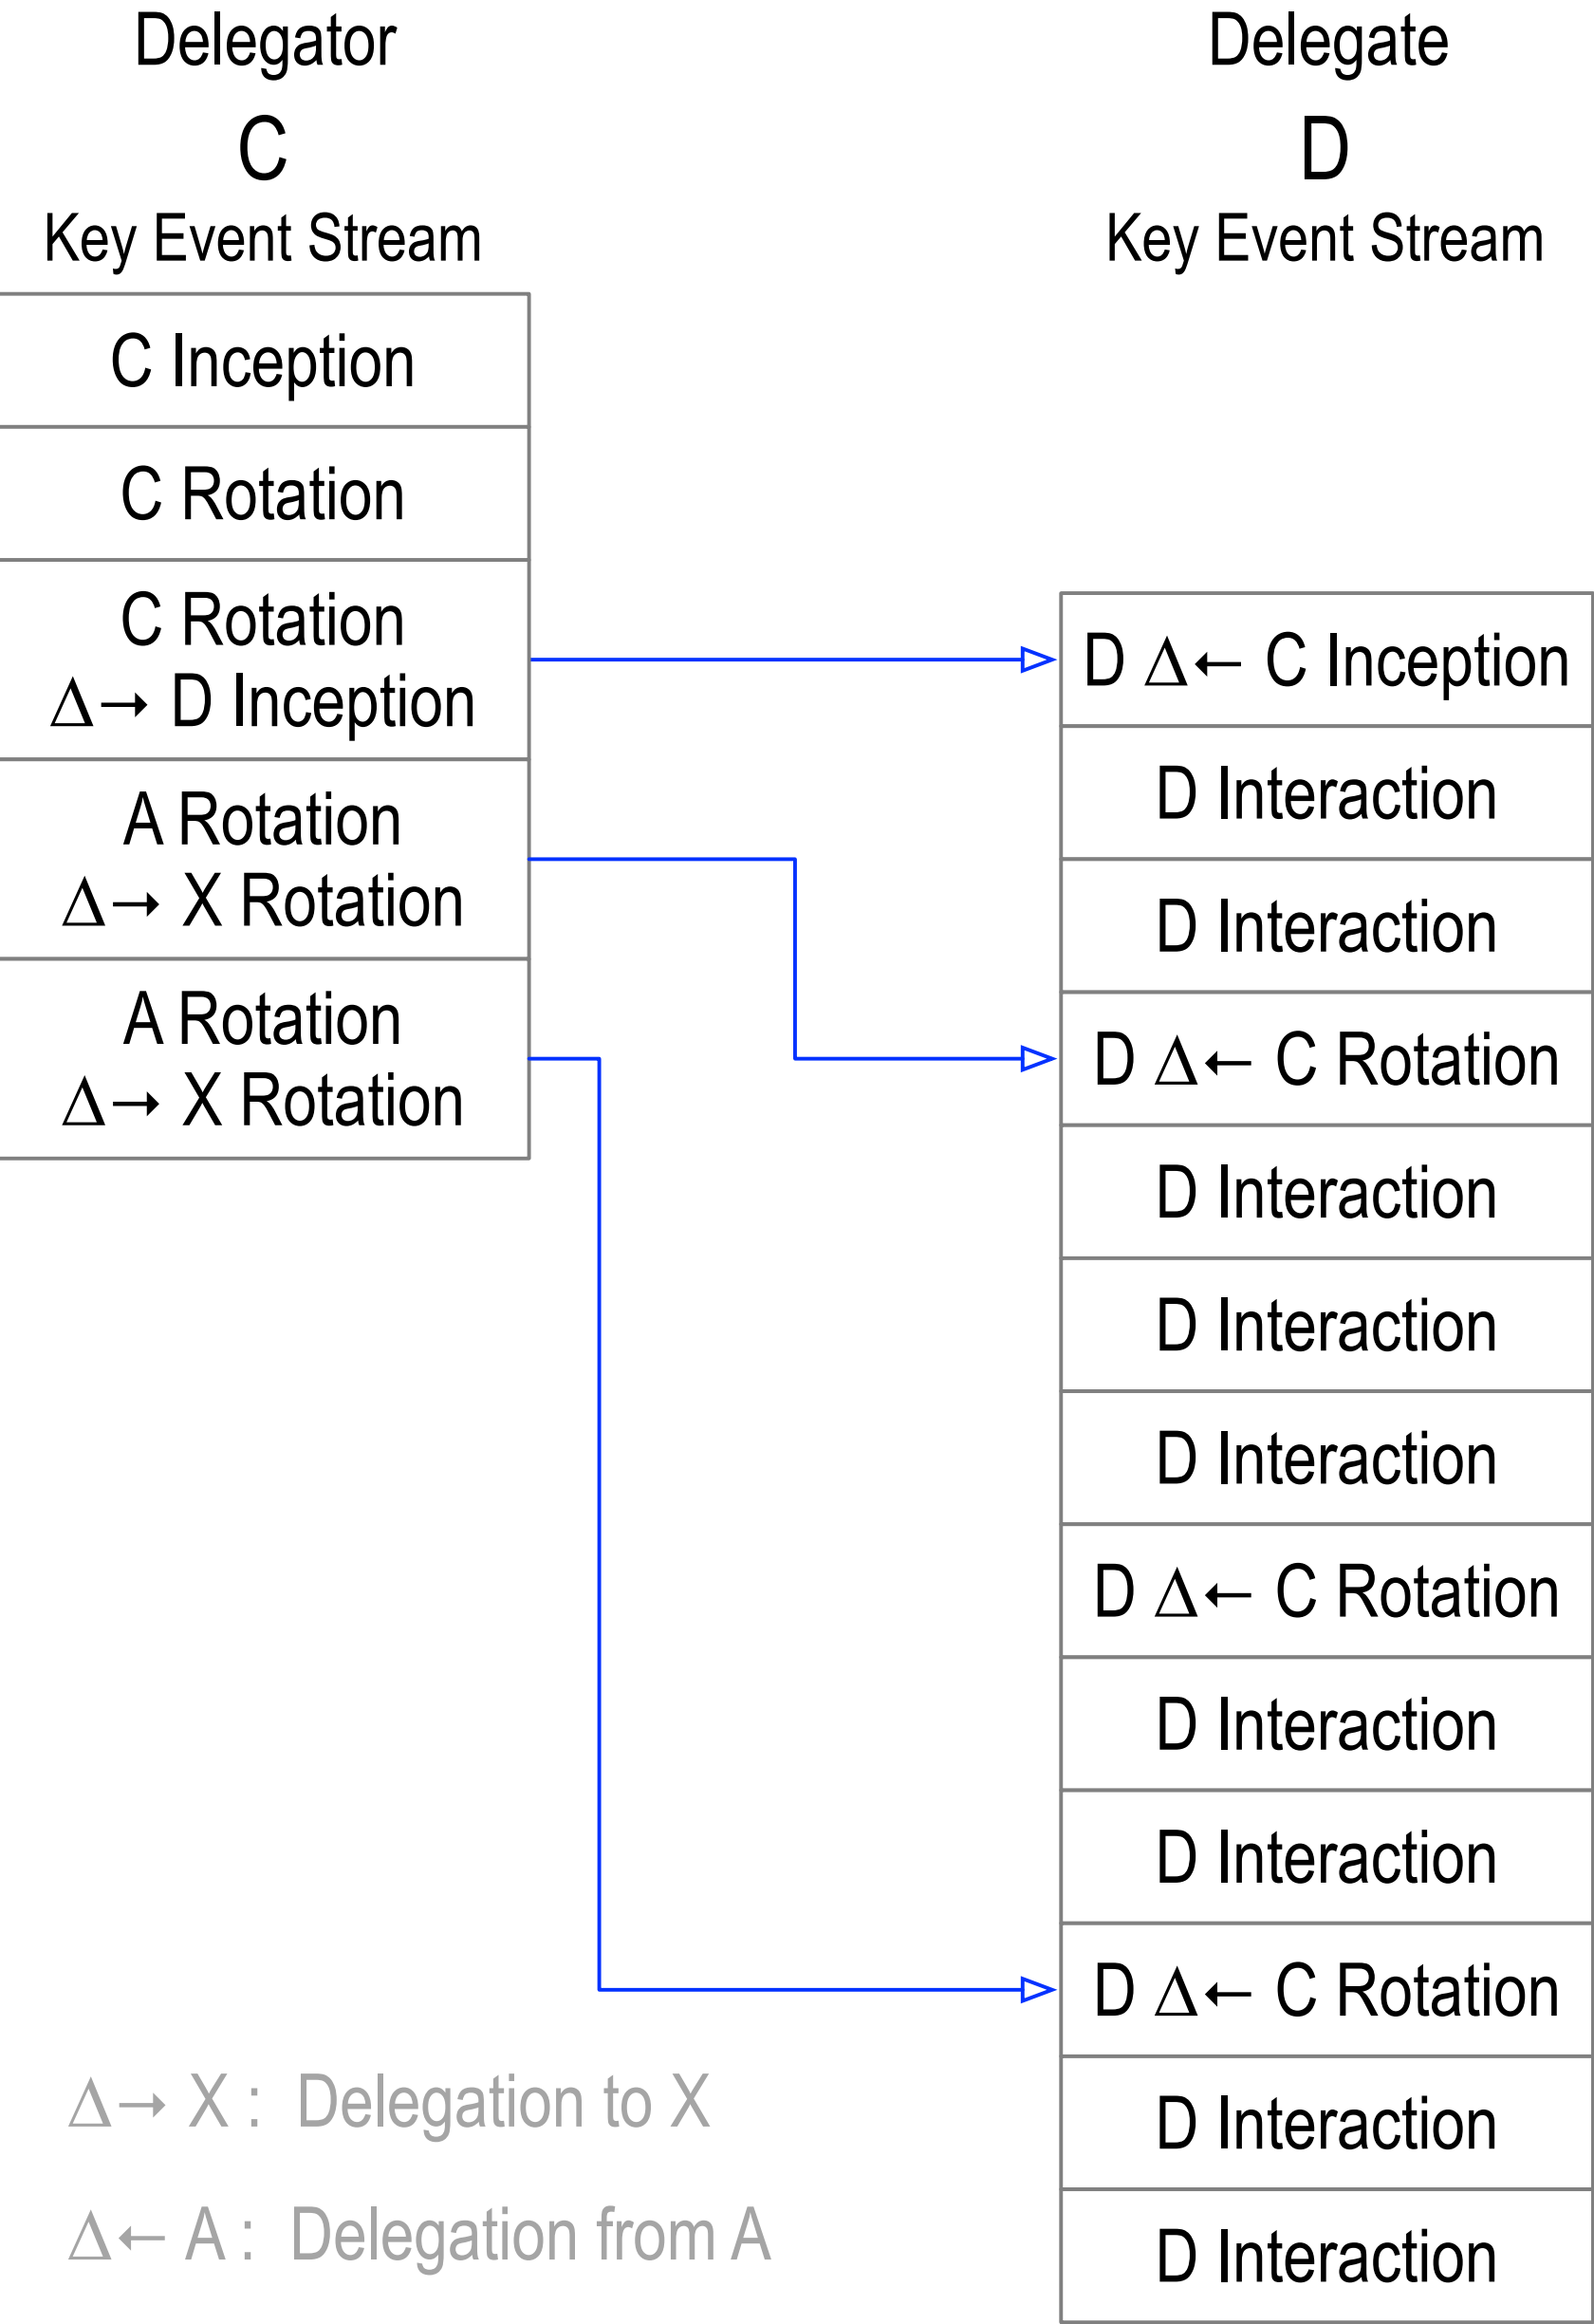 Delegator
C
Key Event Stream
C Inception
C Rotation
C Rotation
Δ→ D Inception
A Rotation
Δ→ X Rotation
A Rotation
Δ→ X Rotation
Delegate
D
Key Event Stream
D Δ← C Inception
D Interaction
D Interaction
D Δ← C Rotation
D Interaction
D Interaction
D Interaction
D Δ← C Rotation
D Interaction
D Interaction
D Δ← C Rotation
D Interaction
D Interaction
Δ→ X : Delegation to X
Δ← A : Delegation from A